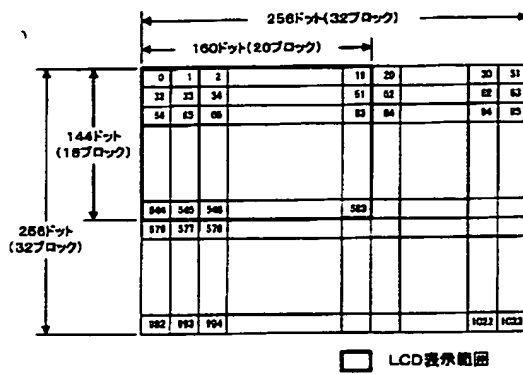 256ドット(32ブロック)
160ドット(20ブロック)
0 1 2 19 20 30 31
32 33 34 51 52 62 63
64 65 66 83 84 94 95
144ドット
(18ブロック)
256ドット
(32ブロック)
544 545 546 563
576 577 578
992 993 994 1022 1023
LCD表示範囲